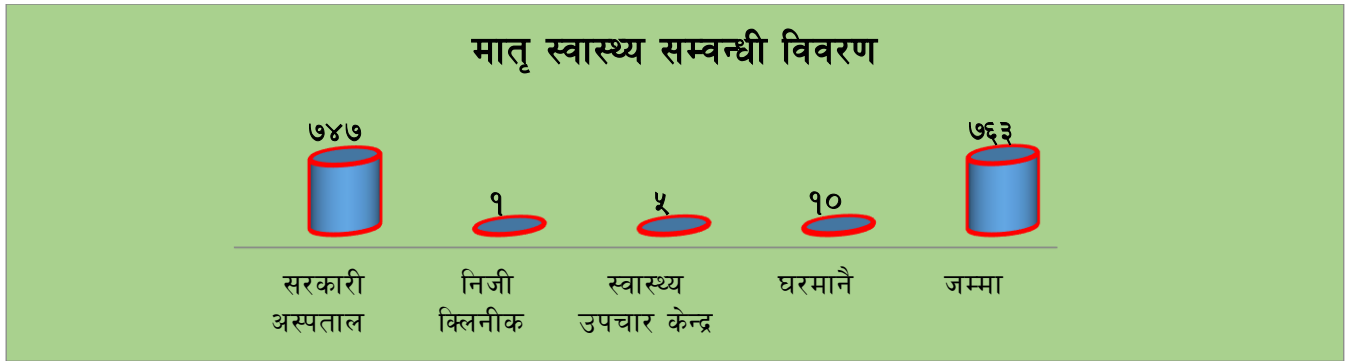 मातृ स्वास्थ्य सम्वन्धी विवरण
७४७
१
५
१०
७६३
सरकारी अस्पताल
निजी क्लिनीक
स्वास्थ्य उपचार केन्द्र
घरमानै
जम्मा